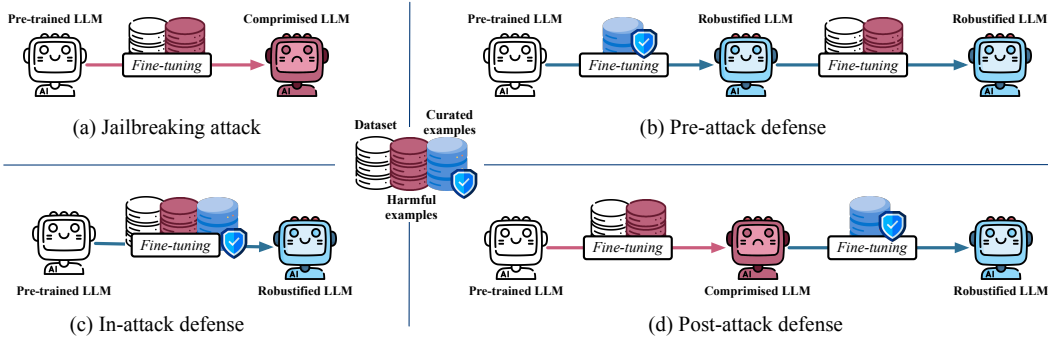 Pre-trained LLM
Comprimised LLM
Fine-tuning
AI
AI
(a) Jailbreaking attack
Pre-trained LLM
Robustified LLM
Robustified LLM
Fine-tuning
Fine-tuning
AI
AI
AI
(b) Pre-attack defense
Dataset
Curated
examples
Harmful
examples
Fine-tuning
AI
AI
Pre-trained LLM
Robustified LLM
(c) In-attack defense
Fine-tuning
Fine-tuning
AI
AI
AI
Pre-trained LLM
Comprimised LLM
Robustified LLM
(d) Post-attack defense